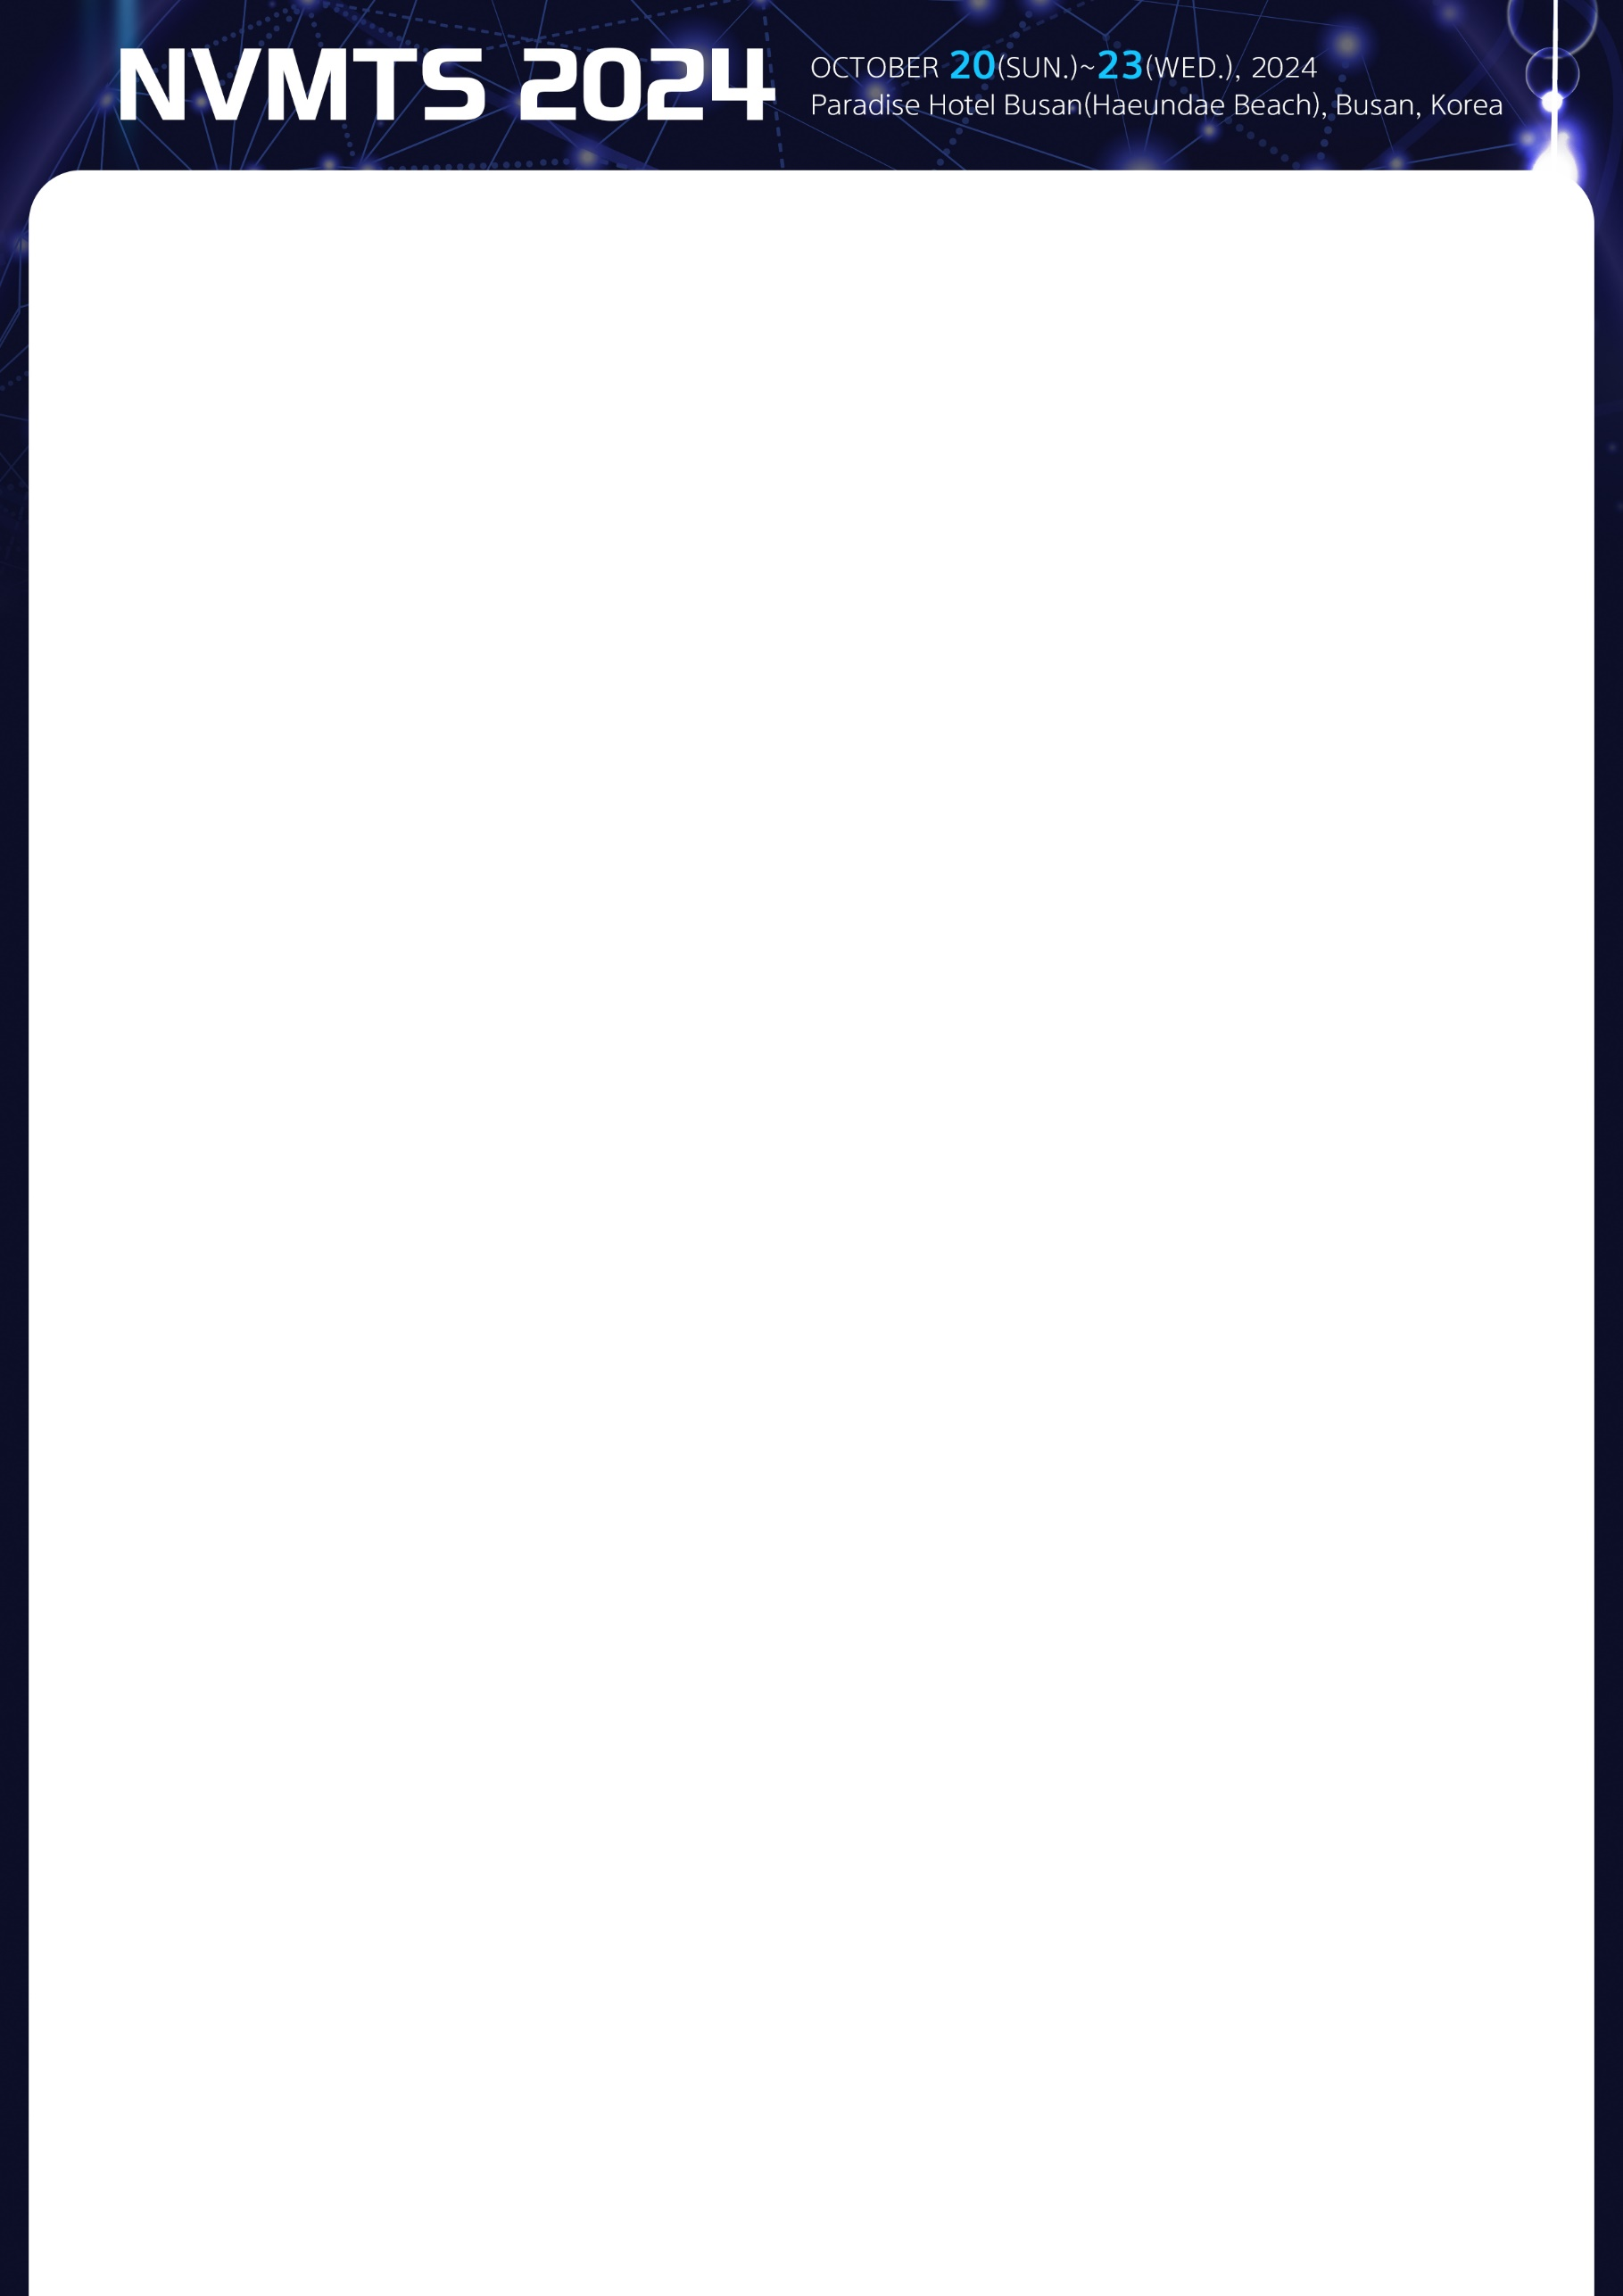 NVMTS 2024
OCTOBER 20(SUN.)~23(WED.), 2024
Paradise Hotel Busan(Haeundae Beach), Busan, Korea